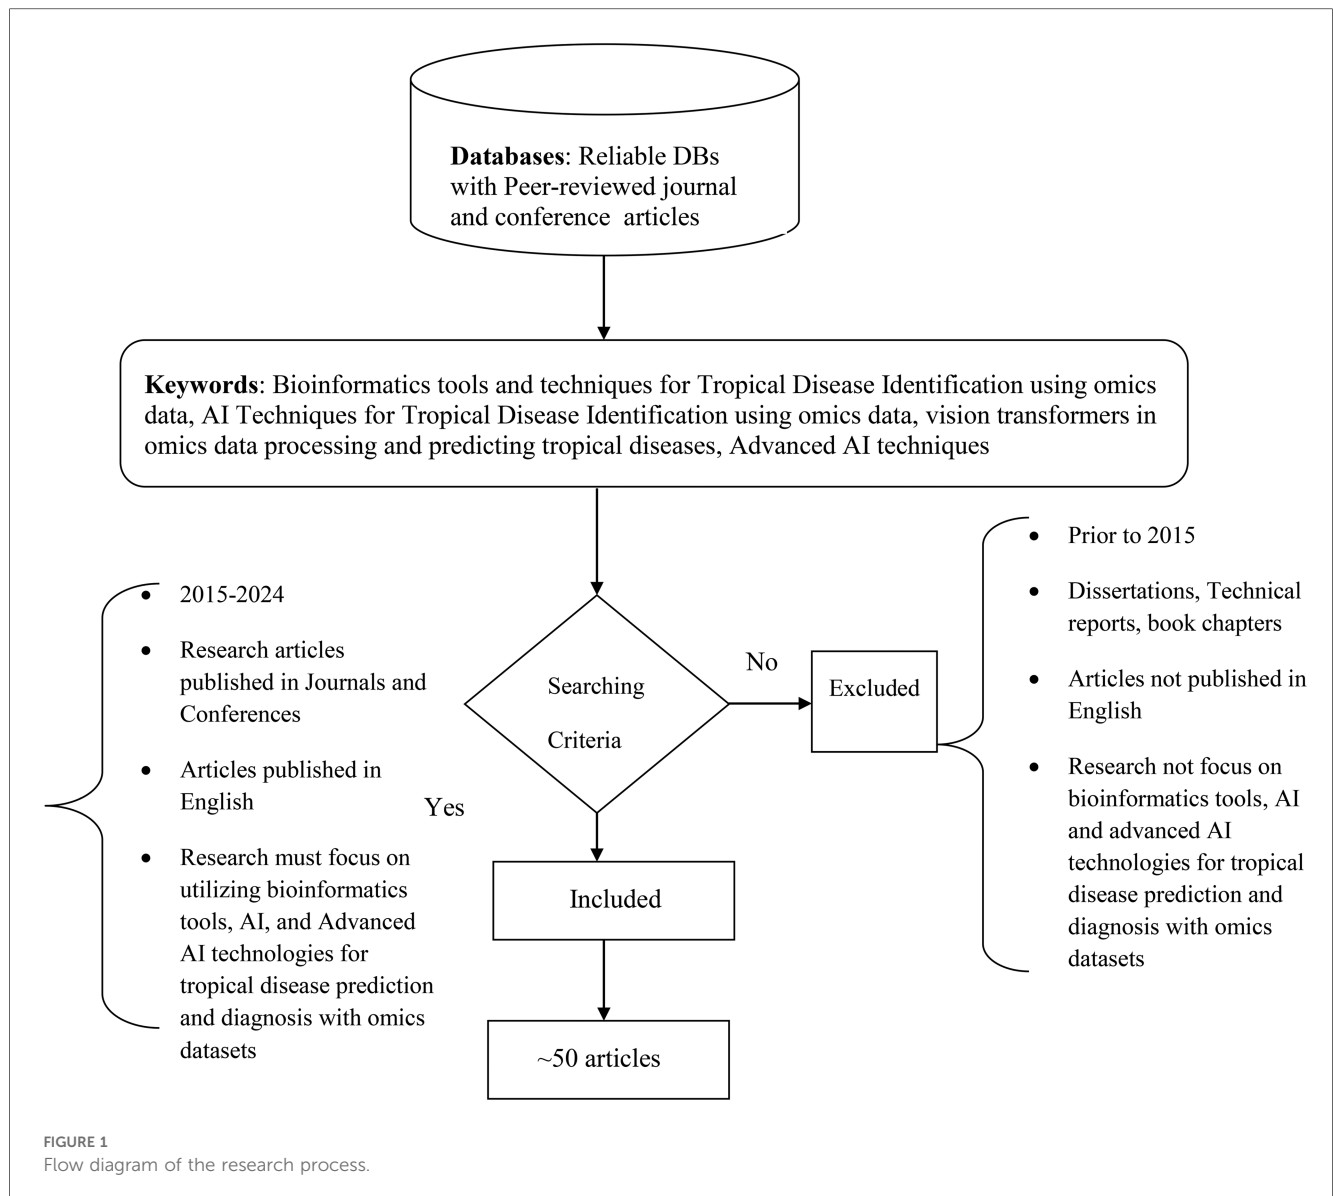 Databases: Reliable DBs
with Peer-reviewed journal
and conference articles
Keywords: Bioinformatics tools and techniques for Tropical Disease Identification using omics
data, AI Techniques for Tropical Disease Identification using omics data, vision transformers in
omics data processing and predicting tropical diseases, Advanced AI techniques
• 2015-2024
• Research articles
published in Journals and
Conferences
• Articles published in
English
• Research must focus on
utilizing bioinformatics
tools, AI, and Advanced
AI technologies for
tropical disease prediction
and diagnosis with omics
datasets
Searching
Criteria
No
Excluded
• Prior to 2015
• Dissertations, Technical
reports, book chapters
• Articles not published in
English
• Research not focus on
bioinformatics tools, AI
and advanced AI
technologies for tropical
disease prediction and
diagnosis with omics
datasets
Yes
Included
~50 articles
FIGURE 1
Flow diagram of the research process.